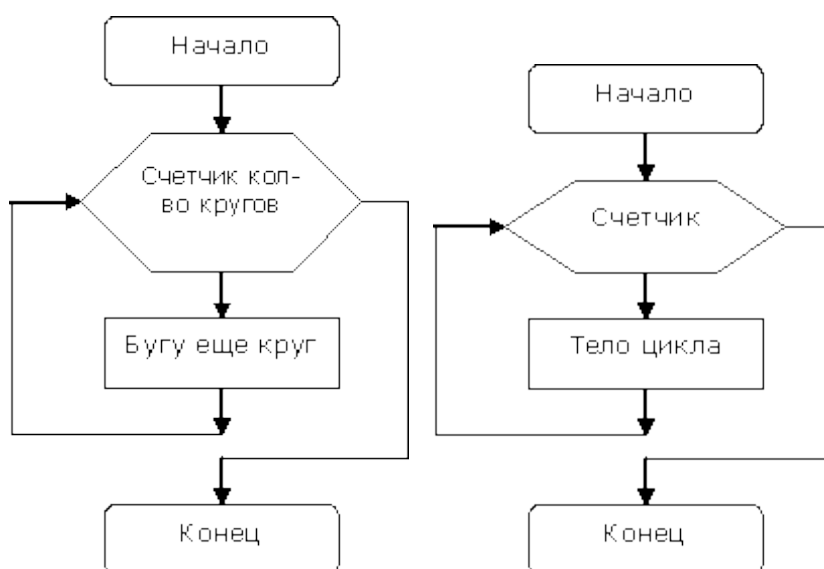 Начало
Счетчик кол-
во кругов
Бугу еще круг
Конец
Начало
Счетчик
Тело цикла
Конец